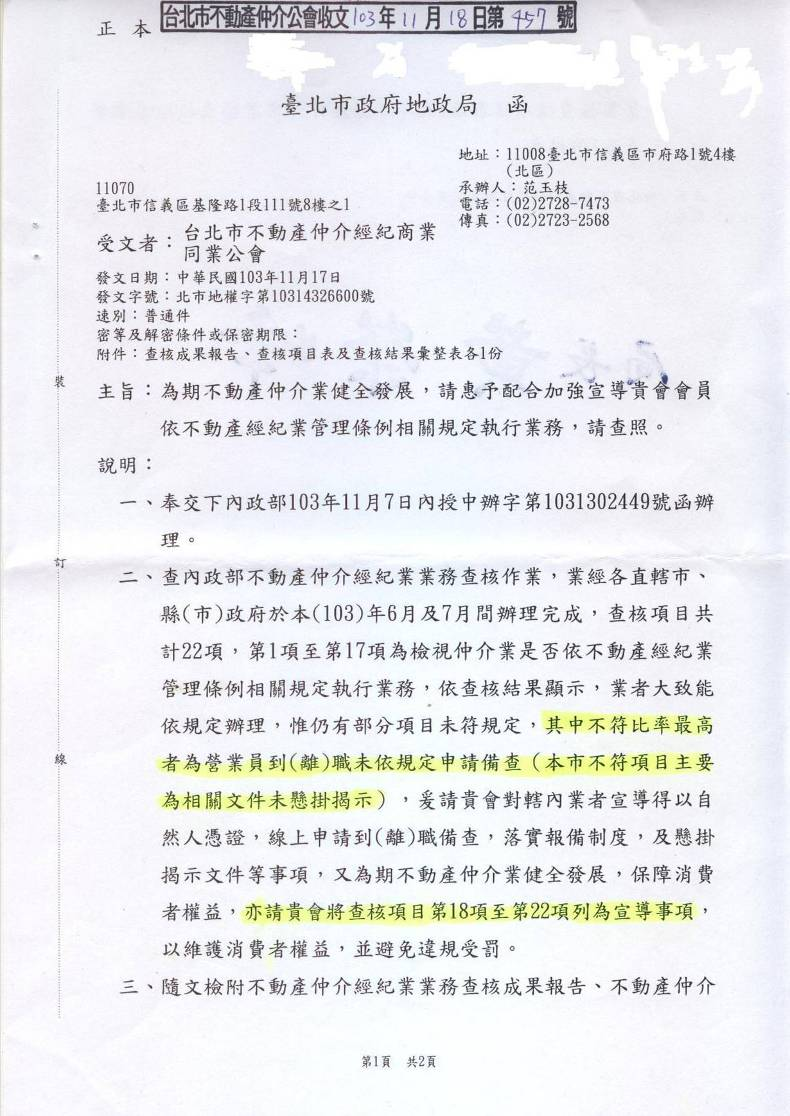 正本
台北市不動產仲介公會收文103年11月18日第457號
臺北市政府地政局 函
地址：11008臺北市信義區市府路1號4樓
(北區)
承辦人：范玉枝
電話：(02)2728-7473
傳真：(02)2723-2568
11070
臺北市信義區基隆路1段111號8樓之1
受文者：台北市不動產仲介經紀商業
同業公會
發文日期：中華民國103年11月17日
發文字號：北市地權字第10314326600號
速別：普通件
密等及解密條件或保密期限：
附件：查核成果報告、查核項目表及查核結果彙整表各1份
主旨：為期不動產仲介業健全發展，請惠予配合加強宣導貴會會員
依不動產經紀業管理條例相關規定執行業務，請查照。
說明：
一、奉交下內政部103年11月7日內授中辦字第1031302449號函辦
理。
二、查內政部不動產仲介經紀業業務查核作業，業經各直轄市、
縣(市)政府於本(103)年6月及7月間辦理完成，查核項目共
計22項，第1項至第17項為檢視仲介業是否依不動產經紀業
管理條例相關規定執行業務，依查核結果顯示，業者大致能
依規定辦理，惟仍有部分項目未符規定，其中不符比率最高
者為營業員到(離)職未依規定申請備查（本市不符項目主要
為相關文件未懸掛揭示），爰請貴會對轄內業者宣導得以自
然人憑證，線上申請到(離)職備查，落實報備制度，及懸掛
揭示文件等事項，又為期不動產仲介業健全發展，保障消費
者權益，亦請貴會將查核項目第18項至第22項列為宣導事項，
以維護消費者權益，並避免違規受罰。
三、隨文檢附不動產仲介經紀業業務查核成果報告、不動產仲介
裝
訂
線
第1頁 共2頁